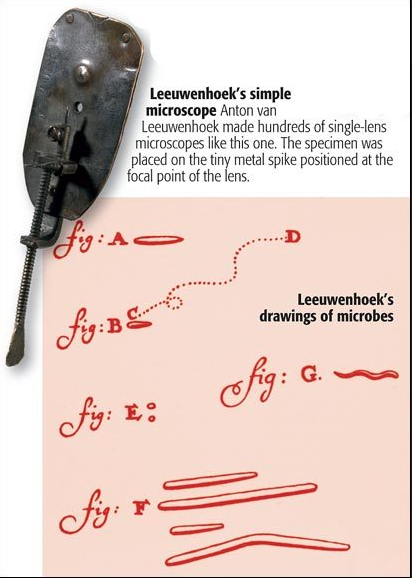 Leeuwenhoek's simple
microscope Anton van
Leeuwenhoek made hundreds of single-lens
microscopes like this one. The specimen was
placed on the tiny metal spike positioned at the
focal point of the lens.
fig: A
D
fig: B
C
Leeuwenhoek's
drawings of microbes
fig: G.
fig: E
fig: F